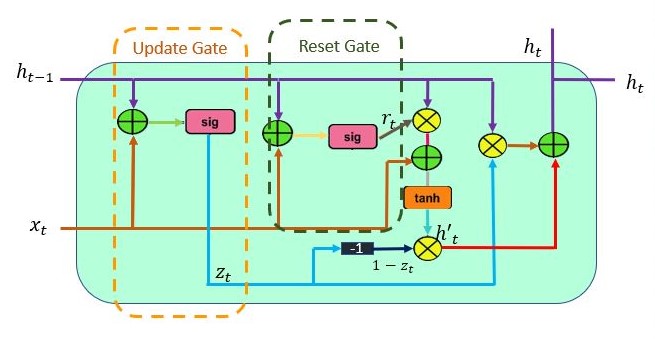 Update Gate
Reset Gate
h_t
h_{t-1}
h_t
sig
sig
r_t
tanh
x_t
h'_t
-1
z_t
1 - z_t